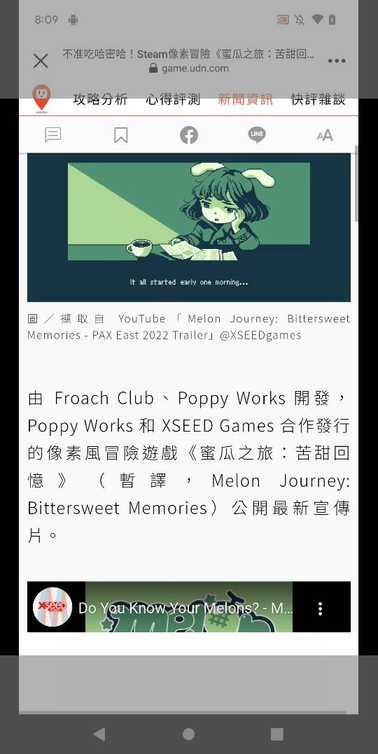 8:09
不准吃哈密哈！Steam像素冒險《蜜瓜之旅：苦甜回...
game.udn.com
攻略分析 心得評測 新聞資訊 快評雜談
LINE
AA
It all started early one morning...
圖／擷取自 YouTube「Melon Journey: Bittersweet
Memories - PAX East 2022 Trailer」@XSEEDgames
由 Froach Club、Poppy Works 開發，
Poppy Works 和 XSEED Games 合作發行
的像素風冒險遊戲《蜜瓜之旅：苦甜回
憶》（暫譯，Melon Journey:
Bittersweet Memories）公開最新宣傳
片。
xseed
Do You Know Your Melons? - M...